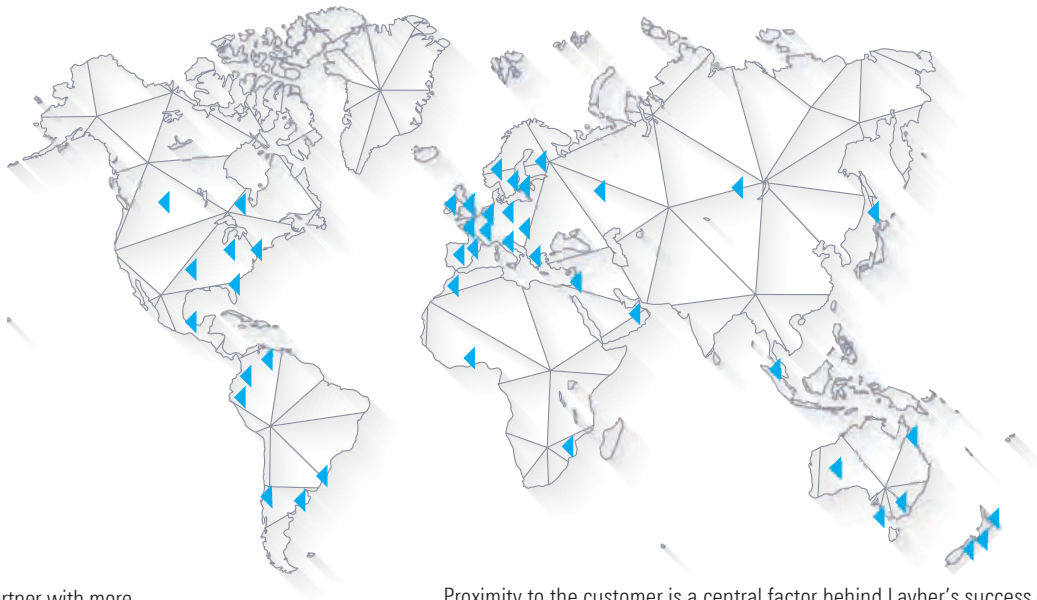 artner with more
Proximity to the customer is a central factor behind Layher's success